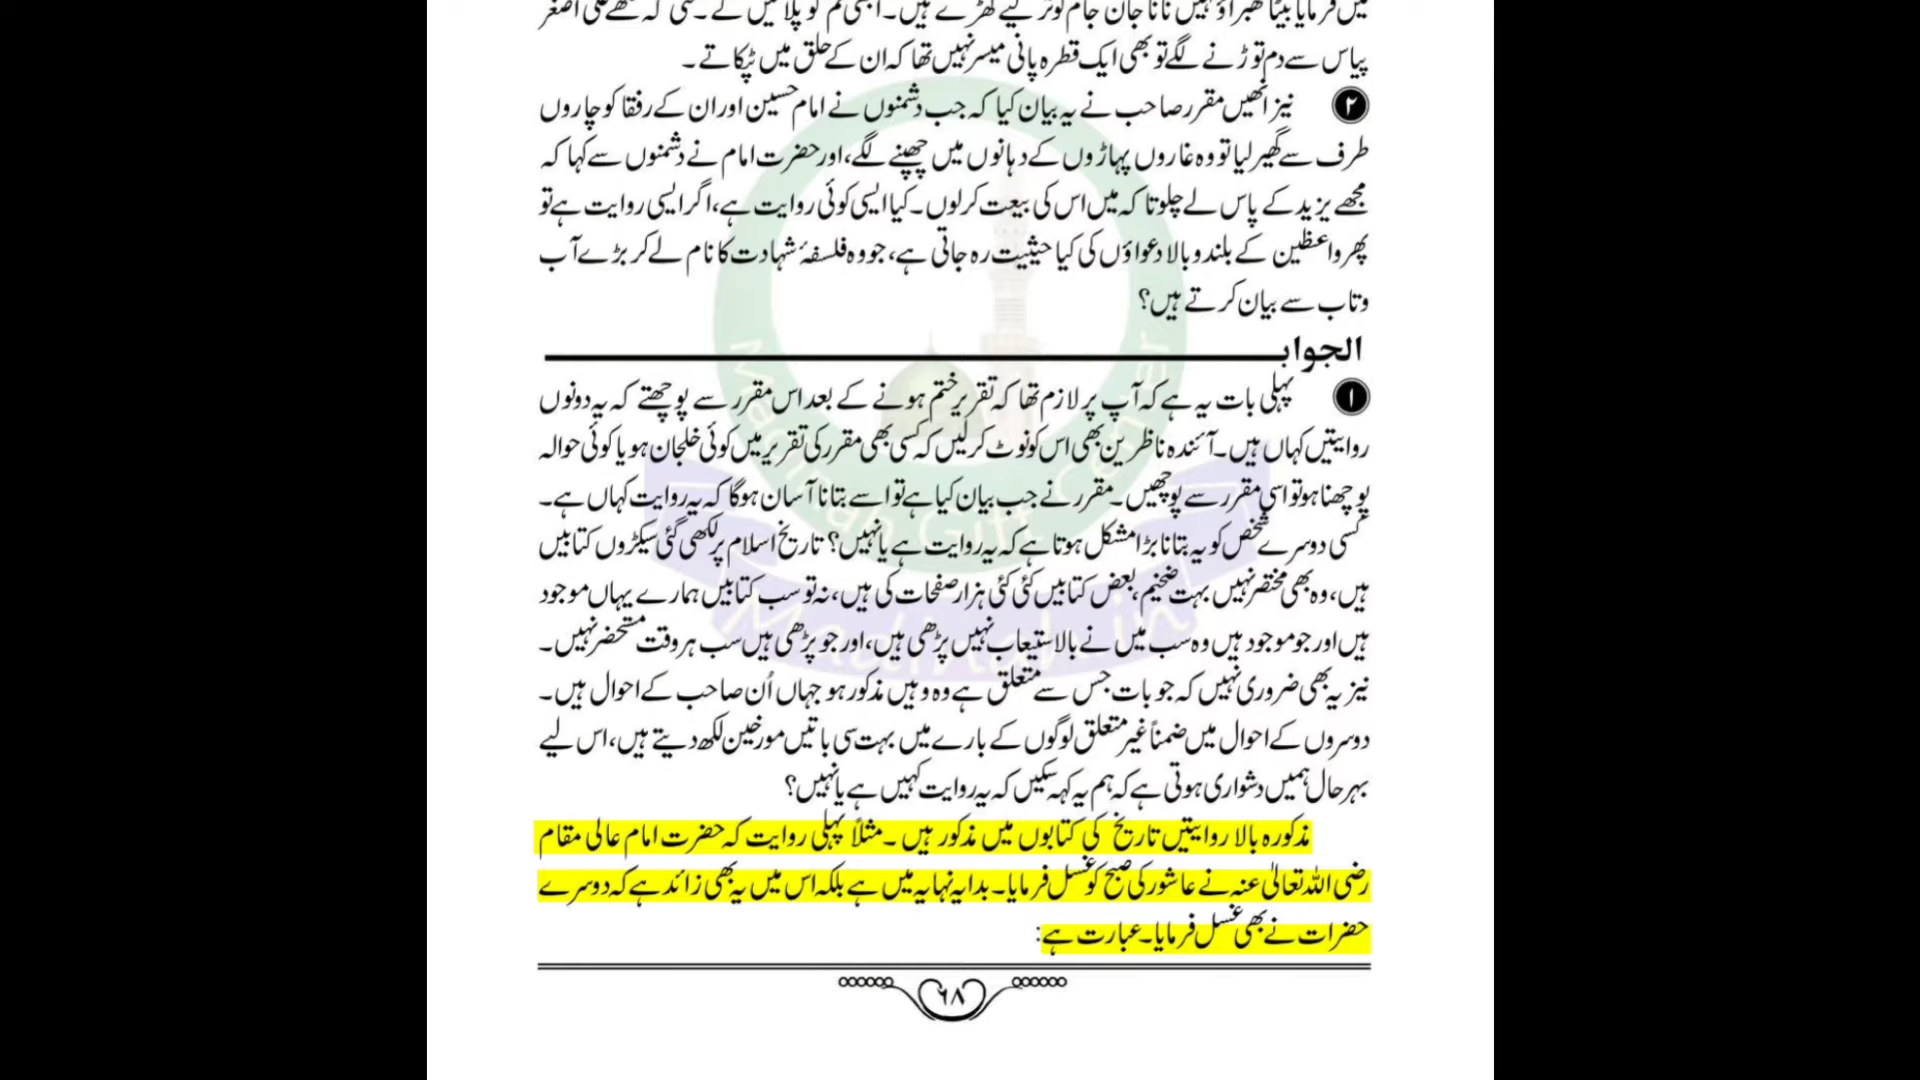 میں فرمایا بیٹا گھبراؤ نہیں نانا جان جام کوثر لیے کھڑے ہیں۔ ابھی تم کو پلائیں گے۔ حتی کہ ننھے علی اصغر
پیاس سے دم توڑنے لگے تو بھی ایک قطرہ پانی میسر نہیں تھا کہ ان کے حلق میں ٹپکاتے۔
۲ نیز انھیں مقرر صاحب نے یہ بیان کیا کہ جب دشمنوں نے امام حسین اور ان کے رفقا کو چاروں
طرف سے گھیر لیا تو وہ غاروں پہاڑوں کے دہانوں میں چھپنے لگے، اور حضرت امام نے دشمنوں سے کہا کہ
مجھے یزید کے پاس لے چلو تاکہ میں اس کی بیعت کرلوں۔ کیا ایسی کوئی روایت ہے، اگر ایسی روایت ہے تو
پھر واعظین کے بلند و بالا دعواؤں کی کیا حیثیت رہ جاتی ہے، جو وہ فلسفۂ شہادت کا نام لے کر بڑے آب
و تاب سے بیان کرتے ہیں؟
الجواب
۱ پہلی بات یہ ہے کہ آپ پر لازم تھا کہ تقریر ختم ہونے کے بعد اس مقرر سے پوچھتے کہ یہ دونوں
روایتیں کہاں ہیں۔ آئندہ ناظرین بھی اس کو نوٹ کر لیں کہ کسی بھی مقرر کی تقریر میں کوئی خلجان ہو یا کوئی حوالہ
پوچھنا ہو تو اسی مقرر سے پوچھیں۔ مقرر نے جب بیان کیا ہے تو اسے بتانا آسان ہوگا کہ یہ روایت کہاں ہے۔
کسی دوسرے شخص کو یہ بتانا بڑا مشکل ہوتا ہے کہ یہ روایت ہے یا نہیں؟ تاریخ اسلام پر لکھی گئی سیکڑوں کتابیں
ہیں، وہ بھی مختصر نہیں بہت ضخیم، بعض کتابیں کئی کئی ہزار صفحات کی ہیں، نہ تو سب کتابیں ہمارے یہاں موجود
ہیں اور جو موجود ہیں وہ سب میں نے بالاستیعاب نہیں پڑھی ہیں، اور جو پڑھی ہیں سب ہر وقت مستحضر نہیں۔
نیز یہ بھی ضروری نہیں کہ جو بات جس سے متعلق ہے وہ وہیں مذکور ہو جہاں اُن صاحب کے احوال ہیں۔
دوسروں کے احوال میں ضمناً غیر متعلق لوگوں کے بارے میں بہت سی باتیں مورخین لکھ دیتے ہیں، اس لیے
بہر حال ہمیں دشواری ہوتی ہے کہ ہم یہ کہہ سکیں کہ یہ روایت کہیں ہے یا نہیں؟
مذکورہ بالا روایتیں تاریخ کی کتابوں میں مذکور ہیں۔ مثلاً پہلی روایت کہ حضرت امام عالی مقام
رضی اللہ تعالیٰ عنہ نے عاشور کی صبح کو غسل فرمایا۔ بدایہ نہایہ میں ہے بلکہ اس میں یہ بھی زائد ہے کہ دوسرے
حضرات نے بھی غسل فرمایا۔ عبارت ہے:
۶۸
Madinah Gift Center
Madinah.in